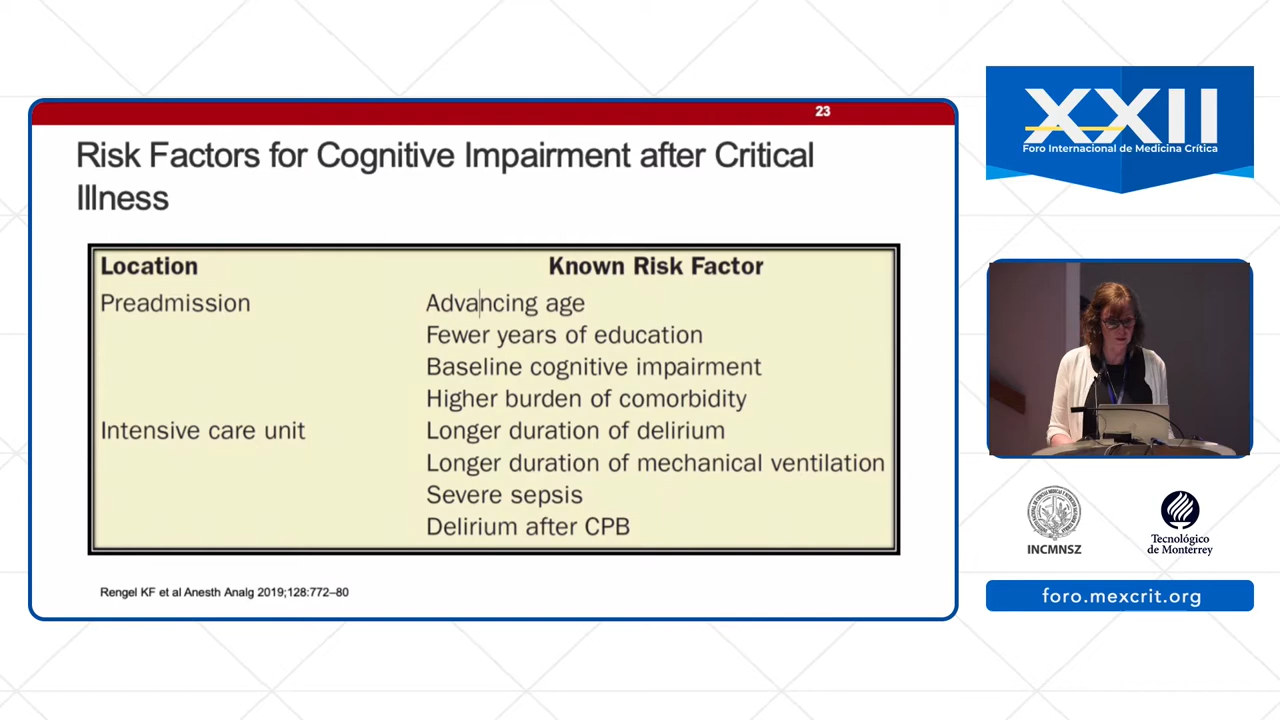 23
Risk Factors for Cognitive Impairment after Critical
Illness
Location Known Risk Factor
Preadmission Advancing age
Fewer years of education
Baseline cognitive impairment
Higher burden of comorbidity
Intensive care unit Longer duration of delirium
Longer duration of mechanical ventilation
Severe sepsis
Delirium after CPB
Rengel KF et al Anesth Analg 2019;128:772–80
XXII
Foro Internacional de Medicina Crítica
INCMNSZ
Tecnológico
de Monterrey
foro.mexcrit.org